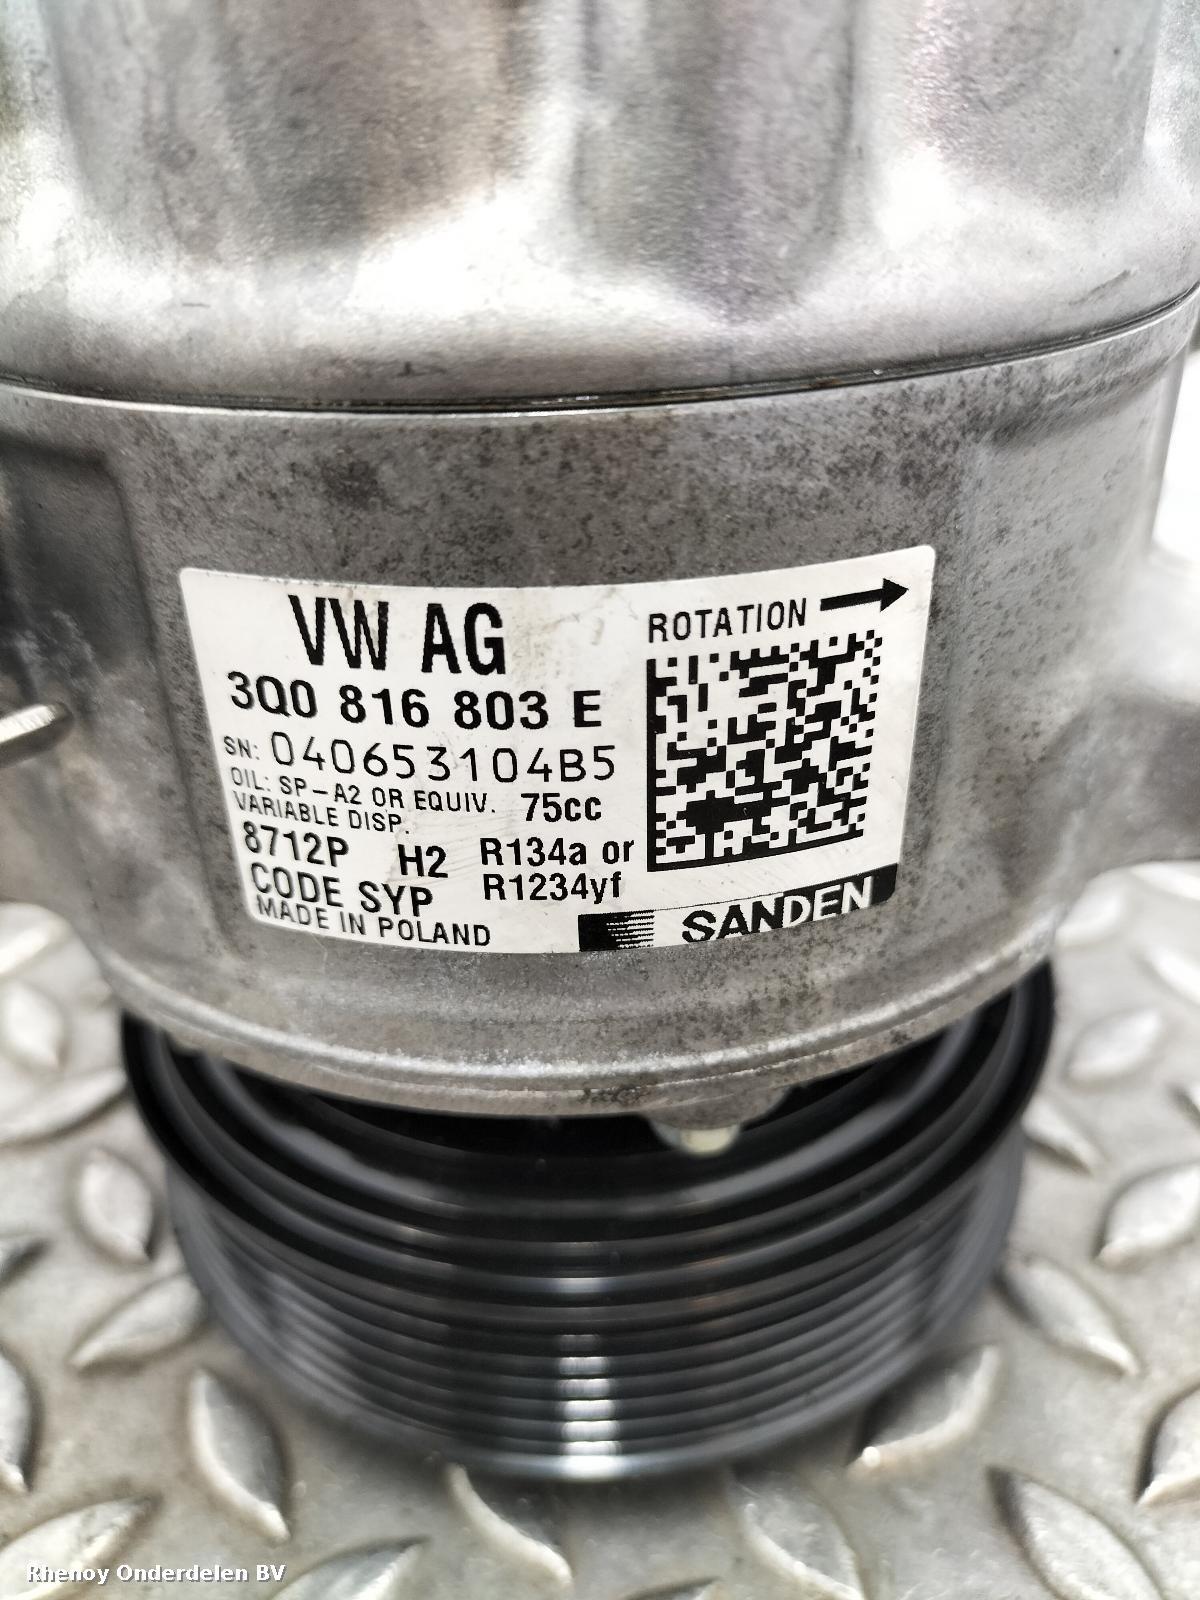 VW AG
ROTATION
3Q0 816 803 E
SN: 040653104B5
OIL: SP-A2 OR EQUIV. 75cc
VARIABLE DISP.
8712P H2 R134a or
CODE SYP R1234yf
MADE IN POLAND
SANDEN
Rhenoy Onderdelen BV